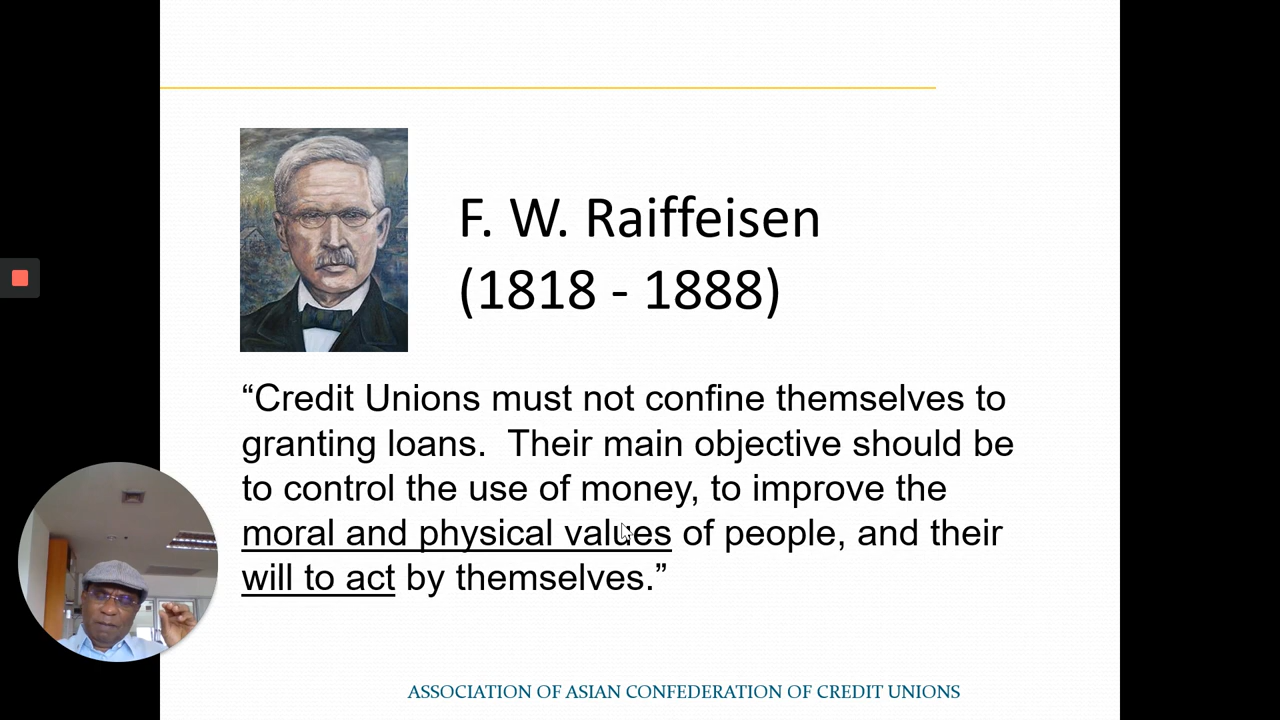 F. W. Raiffeisen
(1818 - 1888)
“Credit Unions must not confine themselves to
granting loans.  Their main objective should be
to control the use of money, to improve the
moral and physical values of people, and their
will to act by themselves.”
ASSOCIATION OF ASIAN CONFEDERATION OF CREDIT UNIONS